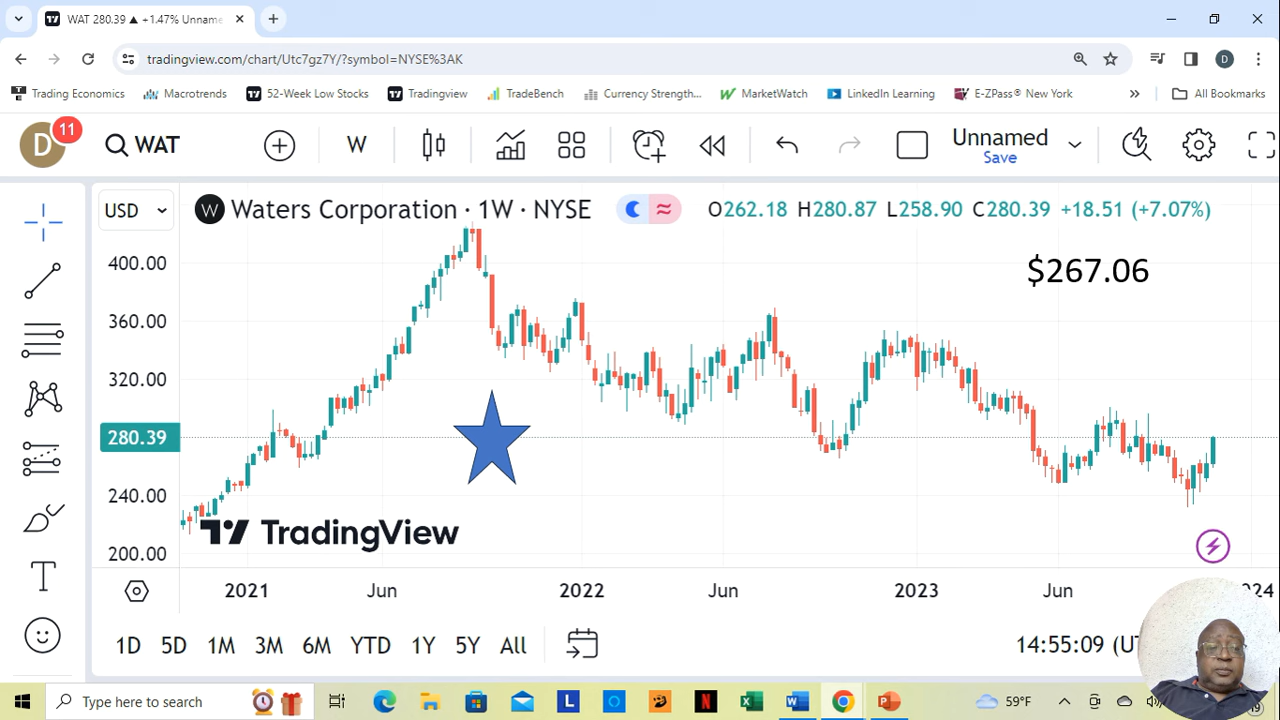 WAT 280.39 ▲ +1.47% Unname
tradingview.com/chart/Utc7gz7Y/?symbol=NYSE%3AK
D
Trading Economics
Macrotrends
52-Week Low Stocks
Tradingview
TradeBench
Currency Strength...
MarketWatch
LinkedIn Learning
E-ZPass® New York
»
All Bookmarks
D
11
WAT
W
Unnamed
Save
USD
W
Waters Corporation · 1W · NYSE
O262.18 H280.87 L258.90 C280.39 +18.51 (+7.07%)
$267.06
400.00
360.00
320.00
280.39
240.00
200.00
TradingView
T
2021
Jun
2022
Jun
2023
Jun
1D
5D
1M
3M
6M
YTD
1Y
5Y
All
14:55:09
Type here to search
59°F